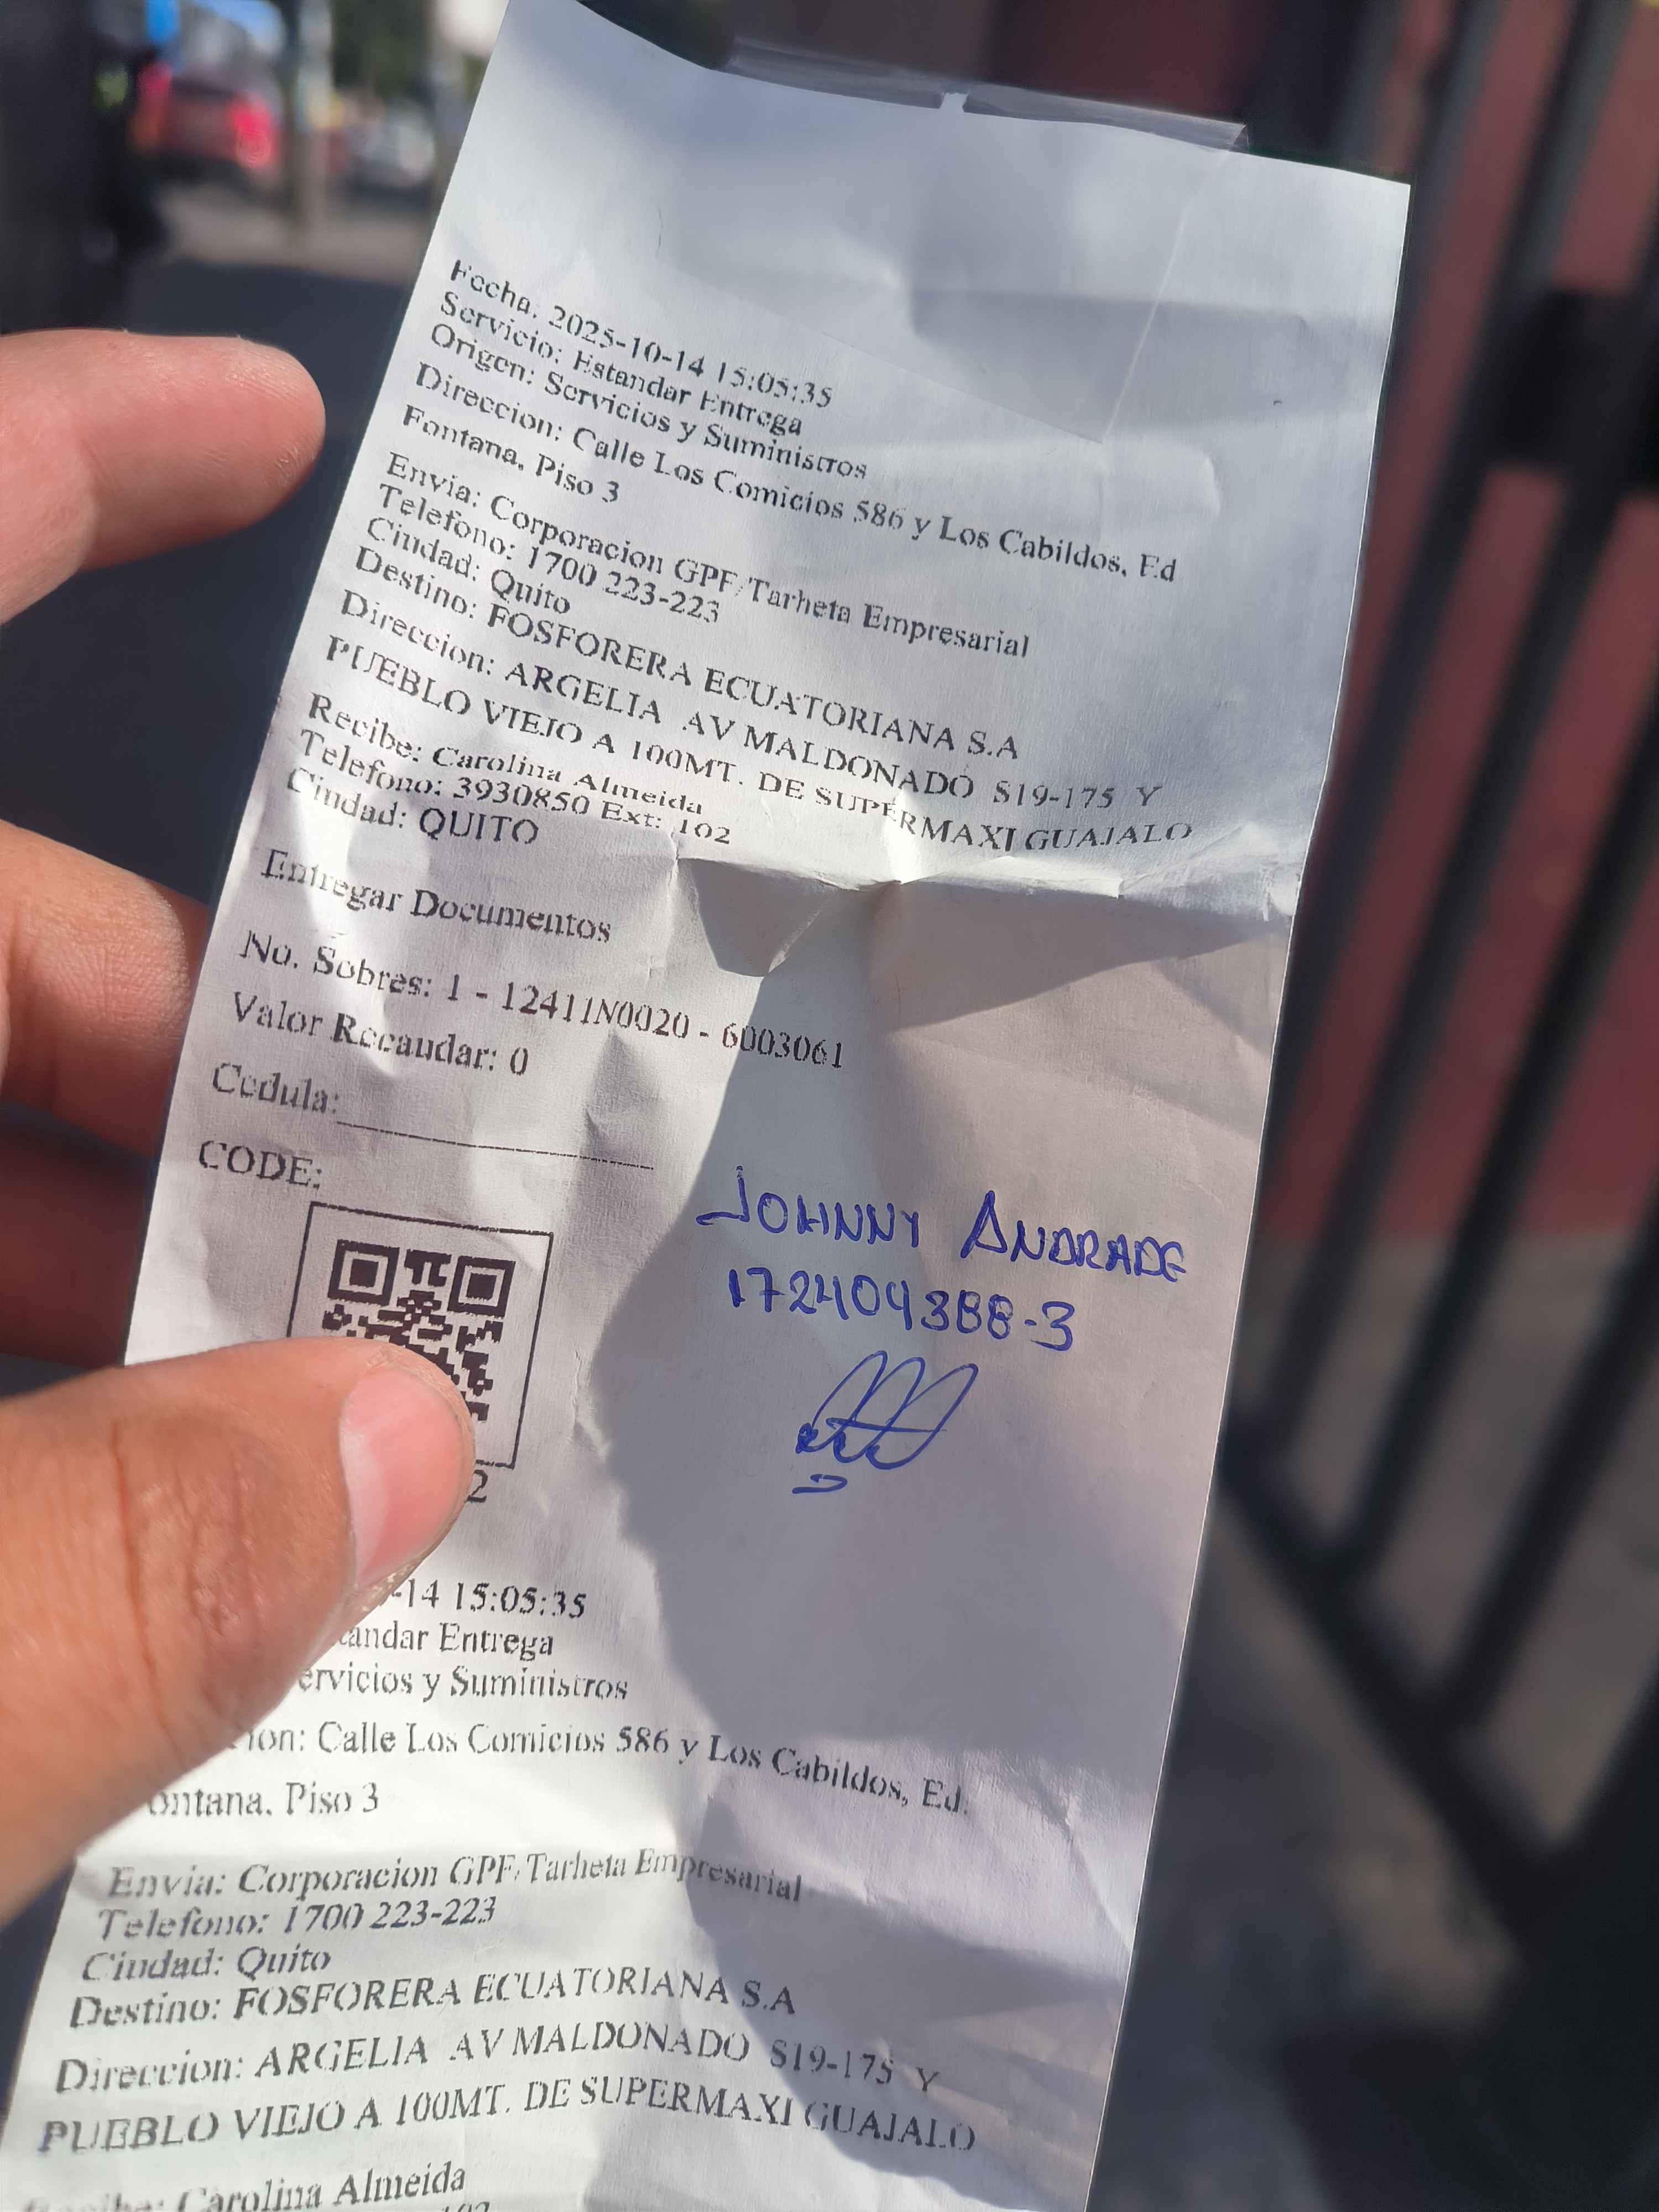 Fecha: 2025-10-14 15:05:35
Servicio: Estandar Entrega
Origen: Servicios y Suministros
Direccion: Calle Los Comicios 586 y Los Cabildos, Ed
Fontana, Piso 3
Envia: Corporacion GPF/Tarheta Empresarial
Telefono: 1700 223-223
Ciudad: Quito
Destino: FOSFORERA ECUATORIANA S.A
Direccion: ARGELIA AV MALDONADO S19-175 Y
PUEBLO VIEJO A 100MT. DE SUPERMAXI GUAJALO
Recibe: Carolina Almeida
Telefono: 3930850 Ext: 102
Ciudad: QUITO
Entregar Documentos
No. Sobres: 1 - 12411N0020 - 6003061
Valor Recaudar: 0
Cedula:
CODE:
JOHNNY ANDRADE
172404388-3
2
-14 15:05:35
tandar Entrega
ervicios y Suministros
ion: Calle Los Comicios 586 y Los Cabildos, Ed.
ontana, Piso 3
Envia: Corporacion GPF/Tarheta Empresarial
Telefono: 1700 223-223
Ciudad: Quito
Destino: FOSFORERA ECUATORIANA S.A
Direccion: ARGELIA AV MALDONADO S19-175 Y
PUEBLO VIEJO A 100MT. DE SUPERMAXI GUAJALO
Recibe: Carolina Almeida
102